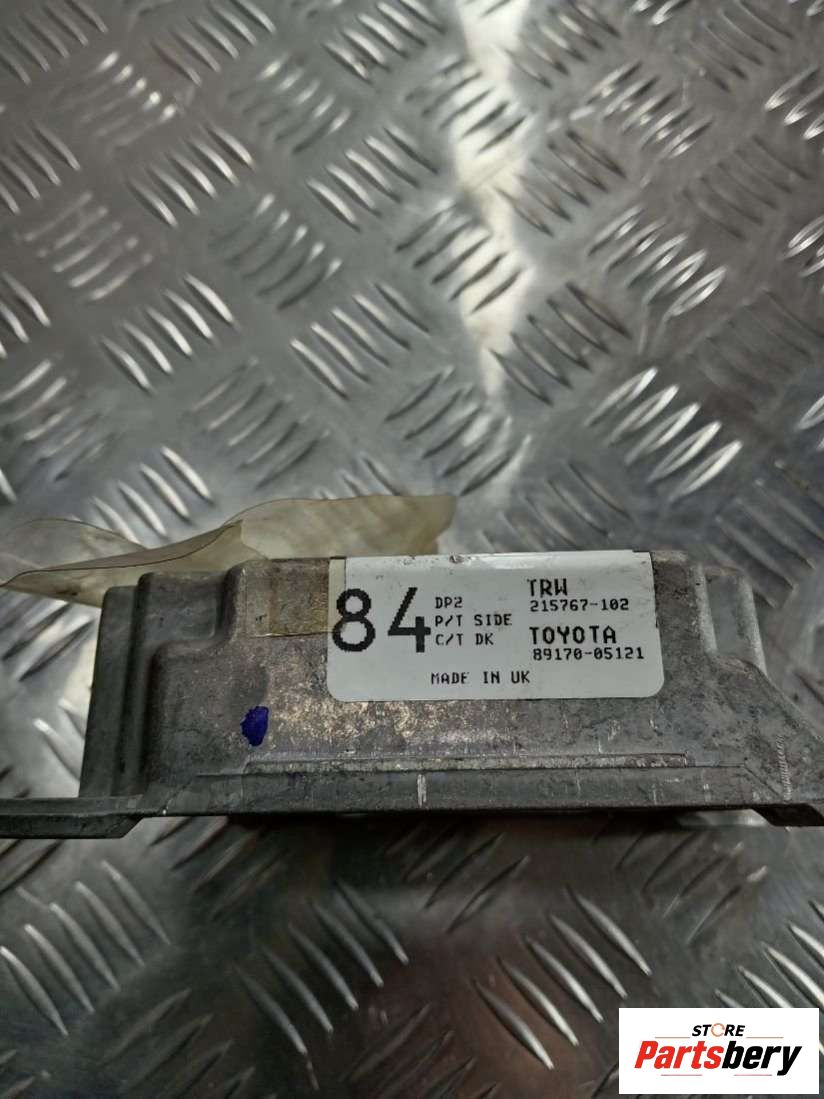 84
DP2
P/T SIDE
C/T DK
TRW
215767-102
TOYOTA
89170-05121
MADE IN UK
STORE
Partsbery